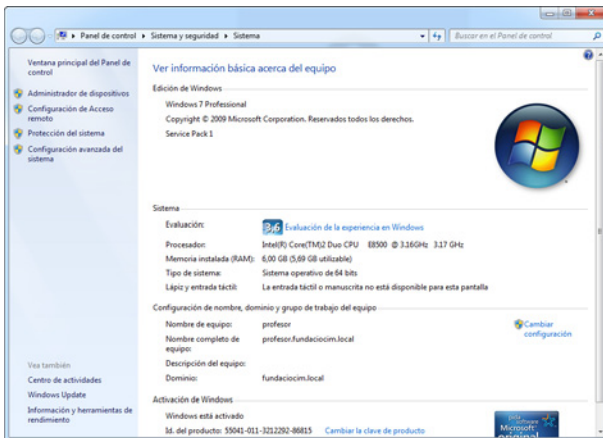 Panel de control ▸ Sistema y seguridad ▸ Sistema
Buscar en el Panel de control
Ventana principal del Panel de
control
Administrador de dispositivos
Configuración de Acceso
remoto
Protección del sistema
Configuración avanzada del
sistema
Ver información básica acerca del equipo
Edición de Windows
Windows 7 Professional
Copyright © 2009 Microsoft Corporation. Reservados todos los derechos.
Service Pack 1
Sistema
Evaluación: 3,6 Evaluación de la experiencia en Windows
Procesador: Intel(R) Core(TM)2 Duo CPU E8500 @ 3.16GHz 3.17 GHz
Memoria instalada (RAM): 6,00 GB (5,69 GB utilizable)
Tipo de sistema: Sistema operativo de 64 bits
Lápiz y entrada táctil: La entrada táctil o manuscrita no está disponible para esta pantalla
Configuración de nombre, dominio y grupo de trabajo del equipo
Nombre de equipo: profesor
Cambiar
configuración
Nombre completo de profesor.fundaciocim.local
equipo:
Descripción del equipo:
Dominio: fundaciocim.local
Activación de Windows
Windows está activado
Id. del producto: 55041-011-3212292-86815 Cambiar la clave de producto
Vea también
Centro de actividades
Windows Update
Información y herramientas de
rendimiento
software
Microsoft
original